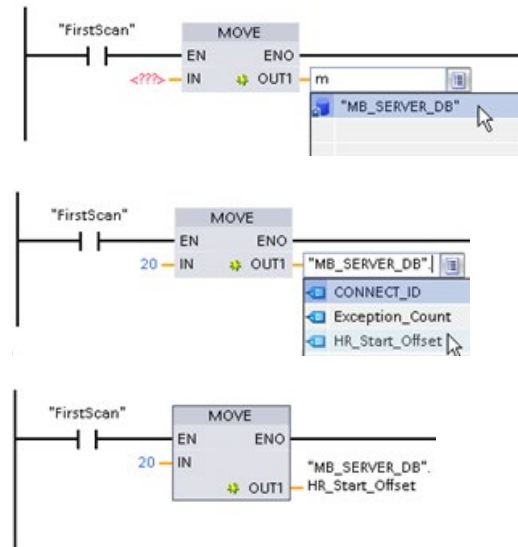 "FirstScan"
MOVE
EN ENO
<???> IN OUT1 m
"MB_SERVER_DB"
"FirstScan"
MOVE
EN ENO
20 IN OUT1 "MB_SERVER_DB".
CONNECT_ID
Exception_Count
HR_Start_Offset
"FirstScan"
MOVE
EN ENO
20 IN
"MB_SERVER_DB".
OUT1 HR_Start_Offset